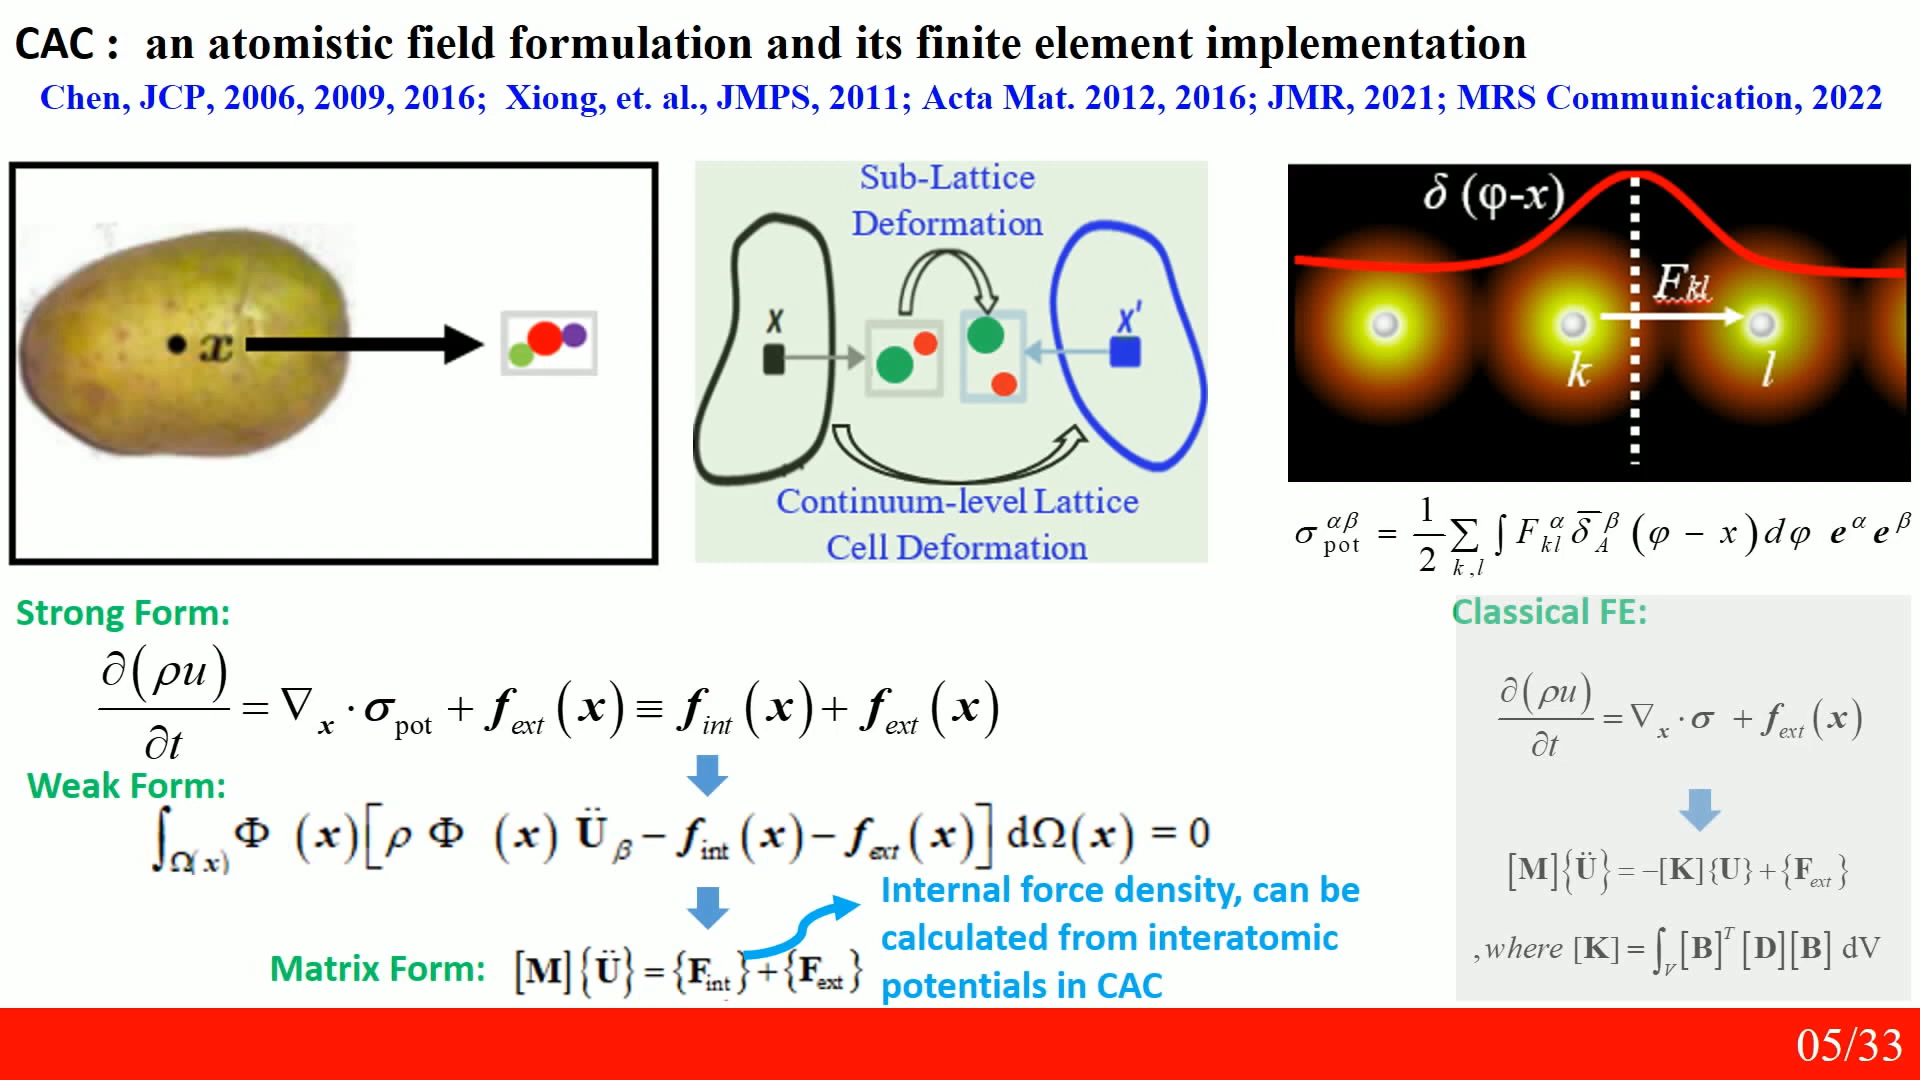 CAC : an atomistic field formulation and its finite element implementation
Chen, JCP, 2006, 2009, 2016; Xiong, et. al., JMPS, 2011; Acta Mat. 2012, 2016; JMR, 2021; MRS Communication, 2022
x
Sub-Lattice
Deformation
X
X'
Continuum-level Lattice
Cell Deformation
δ (φ-x)
F_kl
k
l
σ_pot^αβ = 1/2 Σ_k,l ∫ F_kl^α δ̅_A^β (φ − x) dφ e^α e^β
Strong Form:
∂(ρu)/∂t = ∇_x · σ_pot + f_ext (x) ≡ f_int (x) + f_ext (x)
Weak Form:
∫_Ω(x) Φ (x)[ρ Φ (x) Ü_β − f_int (x) − f_ext (x)] dΩ(x) = 0
Internal force density, can be
calculated from interatomic
potentials in CAC
Matrix Form: [M]{Ü} = {F_int} + {F_ext}
Classical FE:
∂(ρu)/∂t = ∇_x · σ + f_ext (x)
[M]{Ü} = −[K]{U} + {F_ext}
, where [K] = ∫_V [B]^T [D][B] dV
05/33